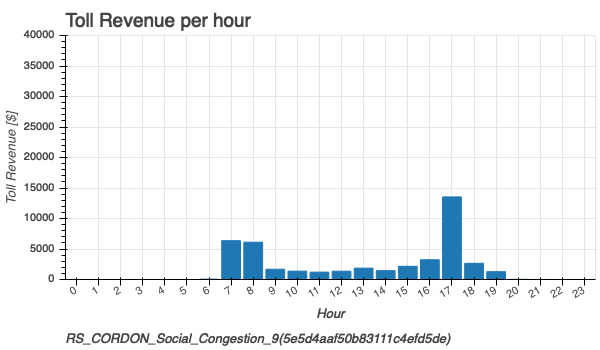 Toll Revenue per hour
40000
35000
30000
25000
20000
15000
10000
5000
0
Toll Revenue [$]
0 1 2 3 4 5 6 7 8 9 10 11 12 13 14 15 16 17 18 19 20 21 22 23
Hour
RS_CORDON_Social_Congestion_9(5e5d4aaf50b83111c4efd5de)